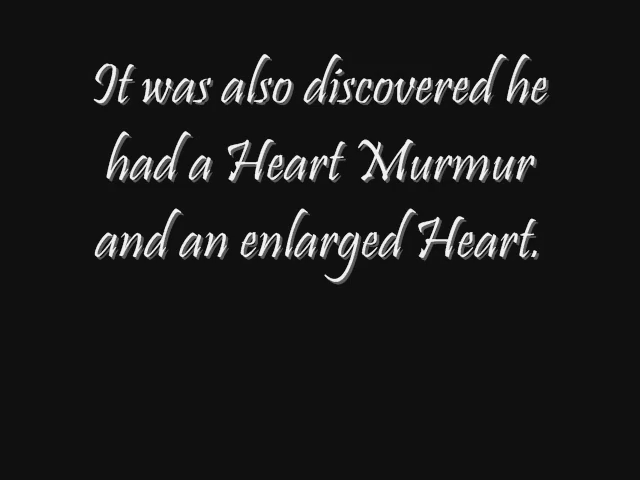 It was also discovered he
had a Heart Murmur
and an enlarged Heart.